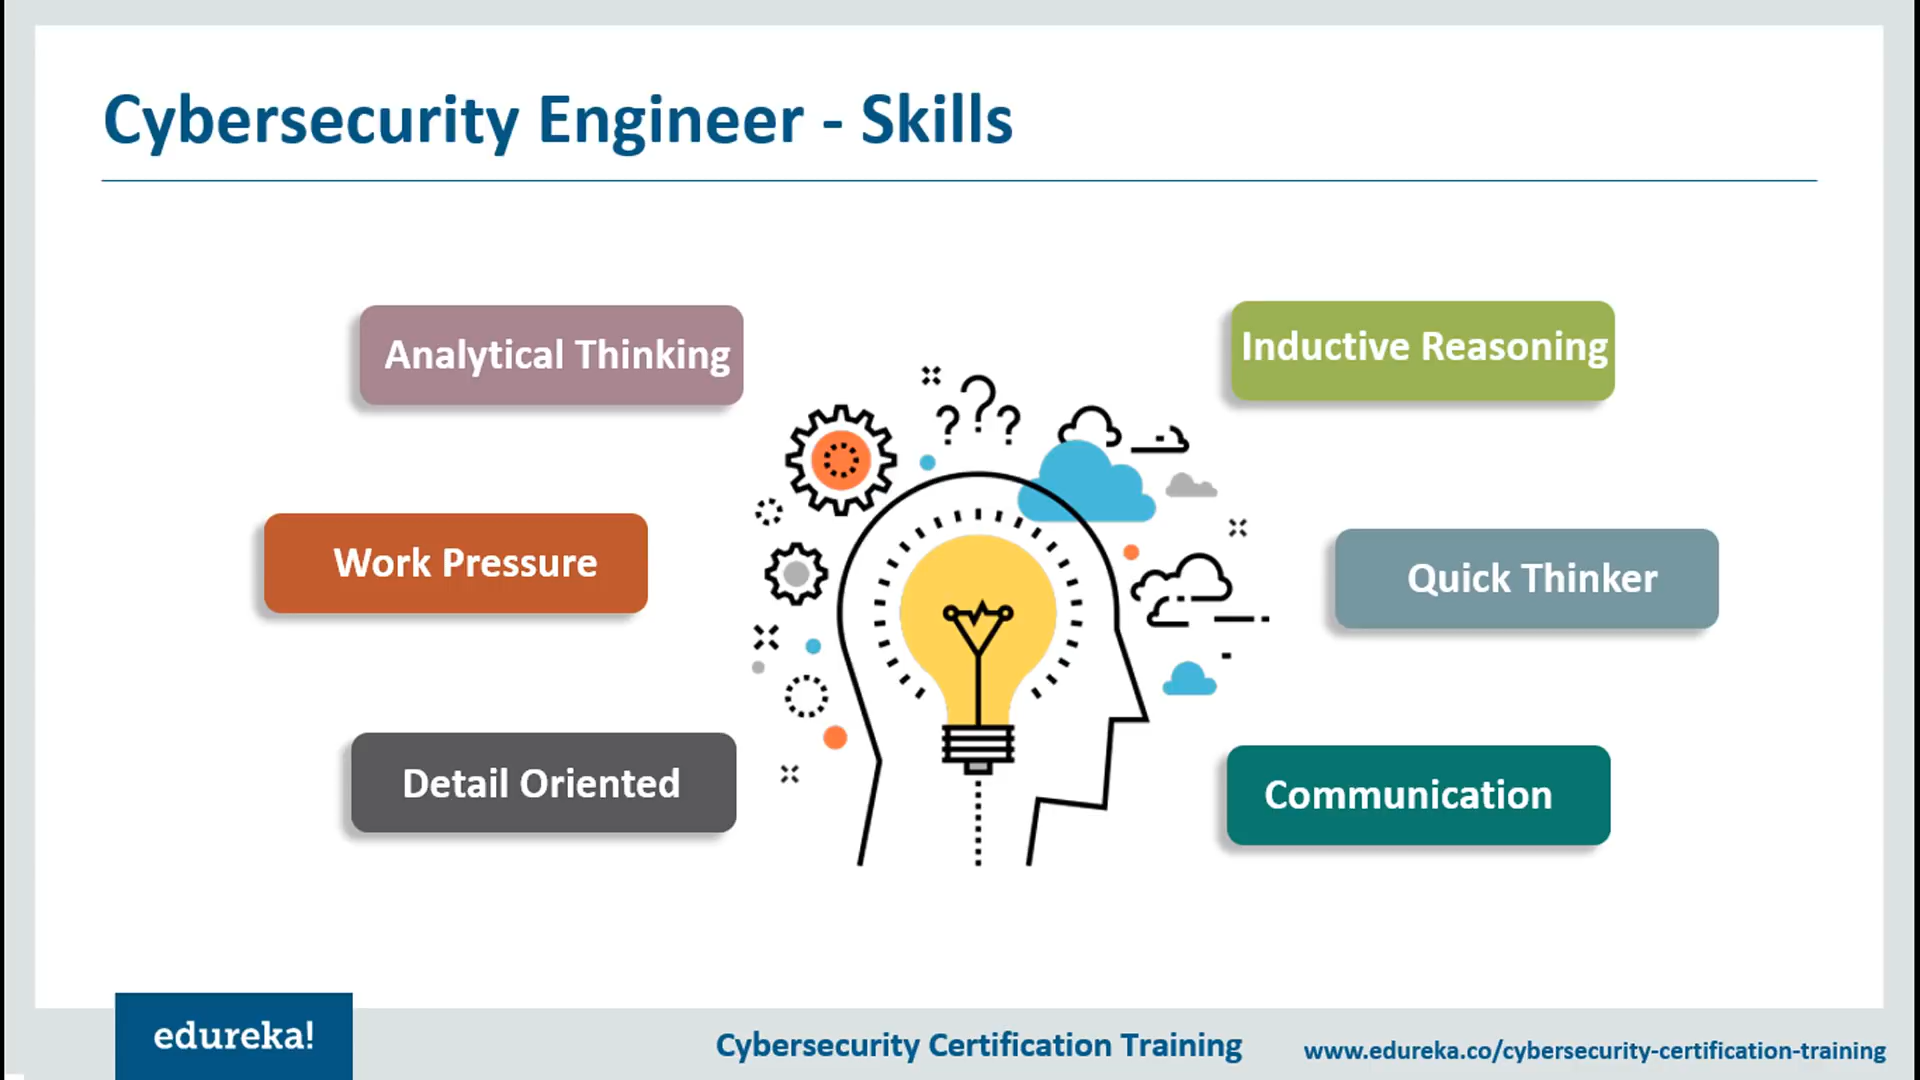 Cybersecurity Engineer - Skills
Analytical Thinking
Inductive Reasoning
Work Pressure
Quick Thinker
Detail Oriented
Communication
edureka!
Cybersecurity Certification Training
www.edureka.co/cybersecurity-certification-training